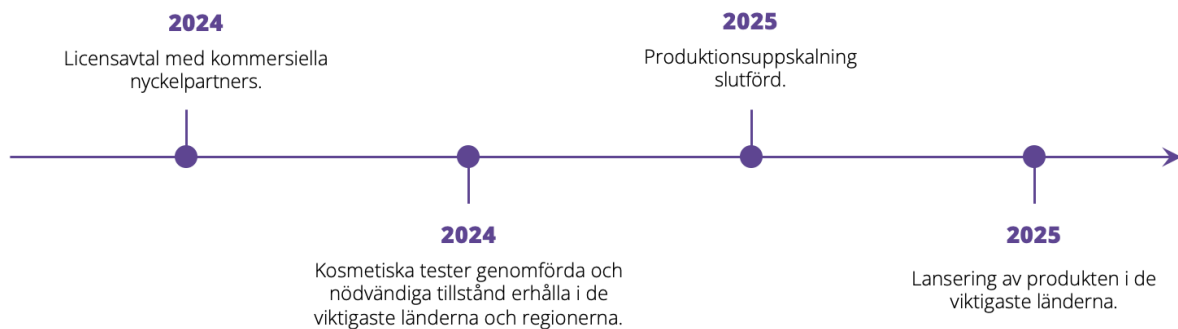 2024
Licensavtal med kommersiella
nyckelpartners.
2024
Kosmetiska tester genomförda och
nödvändiga tillstånd erhålla i de
viktigaste länderna och regionerna.
2025
Produktionsuppskalning
slutförd.
2025
Lansering av produkten i de
viktigaste länderna.